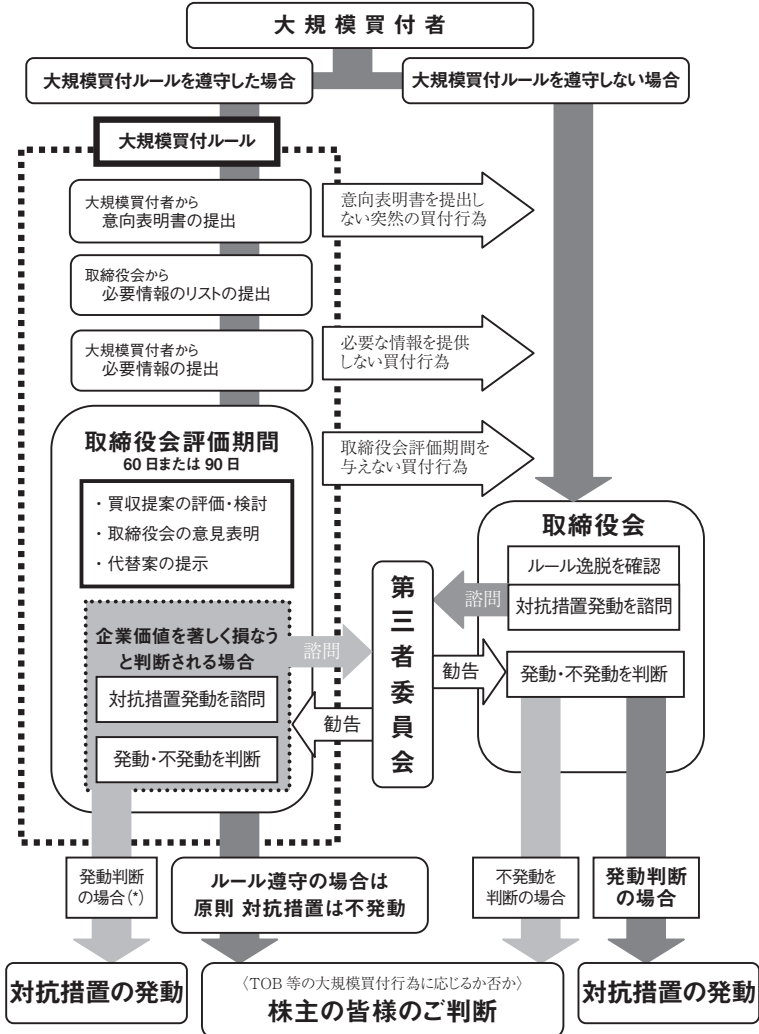 大規模買付者
大規模買付ルールを遵守した場合
大規模買付ルールを遵守しない場合
大規模買付ルール
大規模買付者から
意向表明書の提出
意向表明書を提出し
ない突然の買付行為
取締役会から
必要情報のリストの提出
大規模買付者から
必要情報の提出
必要な情報を提供
しない買付行為
取締役会評価期間
60日または90日
取締役会評価期間を
与えない買付行為
・買収提案の評価・検討
・取締役会の意見表明
・代替案の提示
取締役会
ルール逸脱を確認
対抗措置発動を諮問
諮問
第三者委員会
企業価値を著しく損なう
と判断される場合
諮問
対抗措置発動を諮問
勧告
発動・不発動を判断
勧告
発動・不発動を判断
発動判断
の場合(*)
ルール遵守の場合は
原則 対抗措置は不発動
不発動を
判断の場合
発動判断
の場合
対抗措置の発動
〈TOB等の大規模買付行為に応じるか否か〉
株主の皆様のご判断
対抗措置の発動